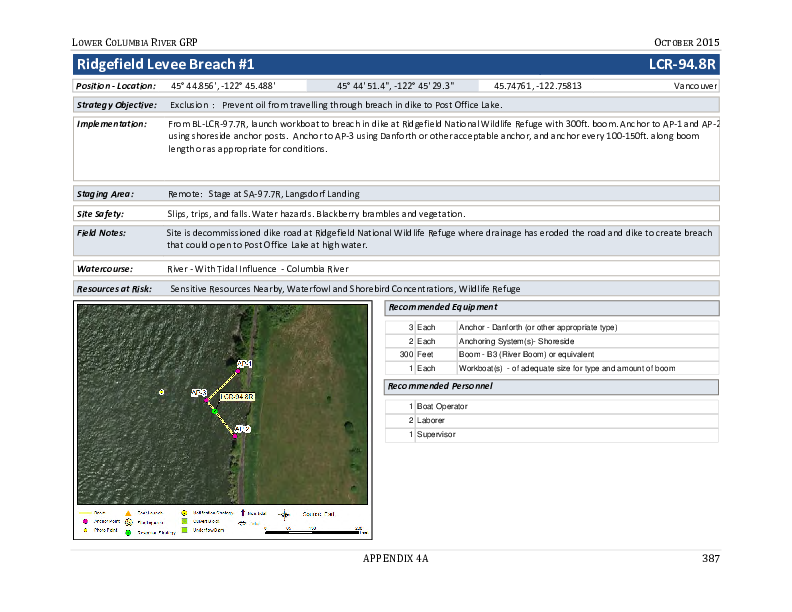 LOWER COLUMBIA RIVER GRP
OCTOBER 2015
Ridgefield Levee Breach #1
LCR-94.8R
Position - Location: 45° 44.856', -122° 45.488' 45° 44' 51.4", -122° 45' 29.3" 45.74761, -122.75813 Vancouver
Strategy Objective: Exclusion : Prevent oil from travelling through breach in dike to Post Office Lake.
Implementation: From BL-LCR-97.7R, launch workboat to breach in dike at Ridgefield National Wildlife Refuge with 300ft. boom. Anchor to AP-1 and AP-2
using shoreside anchor posts. Anchor to AP-3 using Danforth or other acceptable anchor, and anchor every 100-150ft. along boom
length or as appropriate for conditions.
Staging Area: Remote: Stage at SA-97.7R, Langsdorf Landing
Site Safety: Slips, trips, and falls. Water hazards. Blackberry brambles and vegetation.
Field Notes: Site is decommissioned dike road at Ridgefield National Wildlife Refuge where drainage has eroded the road and dike to create breach
that could open to Post Office Lake at high water.
Watercourse: River - With Tidal Influence - Columbia River
Resources at Risk: Sensitive Resources Nearby, Waterfowl and Shorebird Concentrations, Wildlife Refuge
AP-1
AP-3
LCR-94.8R
AP-2
Anchor Point
Photo Point
Recommended Equipment
3 Each Anchor - Danforth (or other appropriate type)
2 Each Anchoring System(s)- Shoreside
300 Feet Boom - B3 (River Boom) or equivalent
1 Each Workboat(s) - of adequate size for type and amount of boom
Recommended Personnel
1 Boat Operator
2 Laborer
1 Supervisor
APPENDIX 4A
387